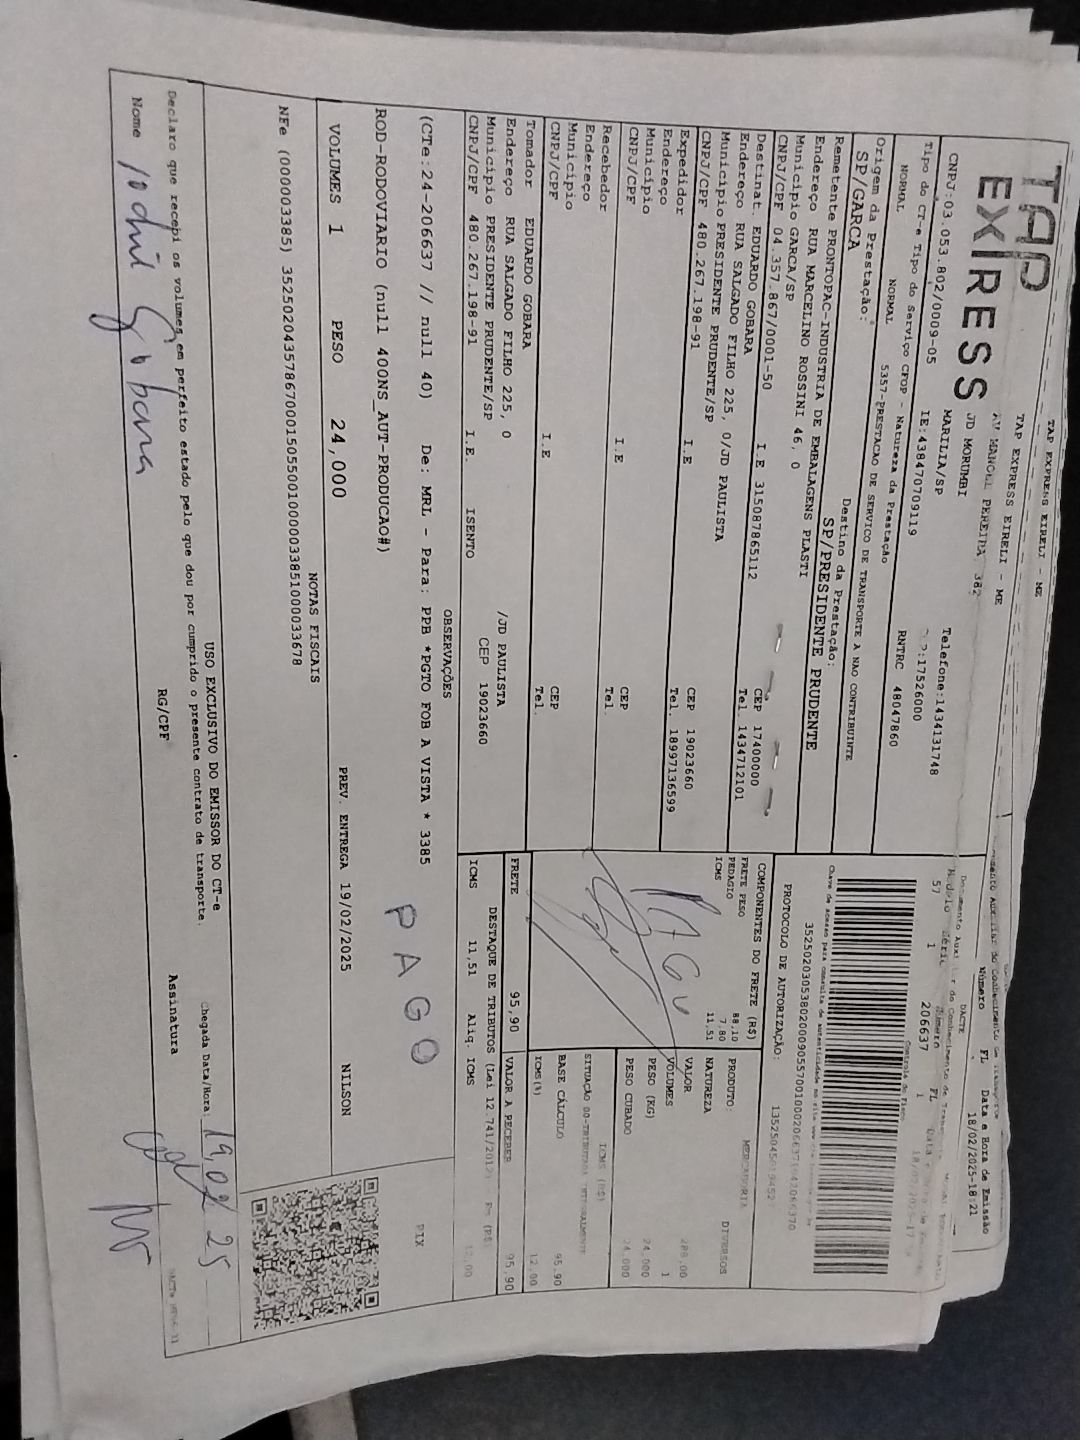 TAP EXPRESS EIRELI - ME
TAP EXPRESS EIRELI - ME
TAP EXPRESS
AV MANOEL PEREIRA, 382
JD MORUMBI
MARILIA/SP
Telefone:1434131748
:17526000
CNPJ:03.053.802/0009-05
IE:438470709119
RNTRC 48047860
Número FL Data e Hora de Emissão
18/02/2025-18:21
DACTE
57 1 206637 1
Controle do Fisco
Tipo do CT-e Tipo do Serviço CFOP - Natureza da Prestação
NORMAL NORMAL 5357-PRESTACAO DE SERVICO DE TRANSPORTE A NAO CONTRIBUINTE
Origem da Prestação:
SP/GARCA
Destino da Prestação:
SP/PRESIDENTE PRUDENTE
PROTOCOLO DE AUTORIZAÇÃO:
Remetente PRONTOPAC-INDUSTRIA DE EMBALAGENS PLASTI
Endereço RUA MARCELINO ROSSINI 46, 0
Município GARCA/SP
CEP 17400000
CNPJ/CPF 04.357.867/0001-50 I.E 315087865112 Tel. 1434712101
Destinat. EDUARDO GOBARA
Endereço RUA SALGADO FILHO 225, 0/JD PAULISTA
Município PRESIDENTE PRUDENTE/SP
CEP 19023660
CNPJ/CPF 480.267.198-91 I.E Tel. 18997136599
Expedidor
Endereço
Município CEP
CNPJ/CPF I.E Tel.
Recebedor
Endereço
Município CEP
CNPJ/CPF I.E Tel.
Tomador EDUARDO GOBARA
Endereço RUA SALGADO FILHO 225, 0 /JD PAULISTA
Município PRESIDENTE PRUDENTE/SP CEP 19023660
CNPJ/CPF 480.267.198-91 I.E. ISENTO
COMPONENTES DO FRETE (R$)
FRETE PESO 88,10
PEDAGIO 7,80
ICMS 11,51
PAGO
FRETE 95,90
PRODUTO: MERCADORIA
NATUREZA DIVERSOS
VALOR 288,00
VOLUMES 1
PESO (KG) 24,000
PESO CUBADO 24.000
ICMS (R$)
BASE CÁLCULO 95,90
ICMS(%) 12.00
VALOR A RECEBER 95,90
DESTAQUE DE TRIBUTOS (Lei 12.741/2012)
ICMS 11,51 Aliq. ICMS
OBSERVAÇÕES
(CTe:24-206637 // null 40) De: MRL - Para: PPB *PGTO FOB A VISTA * 3385
PAGO
PIX
ROD-RODOVIARIO (null 400NS_AUT-PRODUCAO#)
VOLUMES 1 PESO 24,000 PREV. ENTREGA 19/02/2025 NILSON
NOTAS FISCAIS
NFe (000003385) 35250204357867000150550010000033851000033678
USO EXCLUSIVO DO EMISSOR DO CT-e
Declaro que recebi os volumes em perfeito estado pelo que dou por cumprido o presente contrato de transporte.
Chegada Data/Hora: 19,02 25
Nome RG/CPF Assinatura